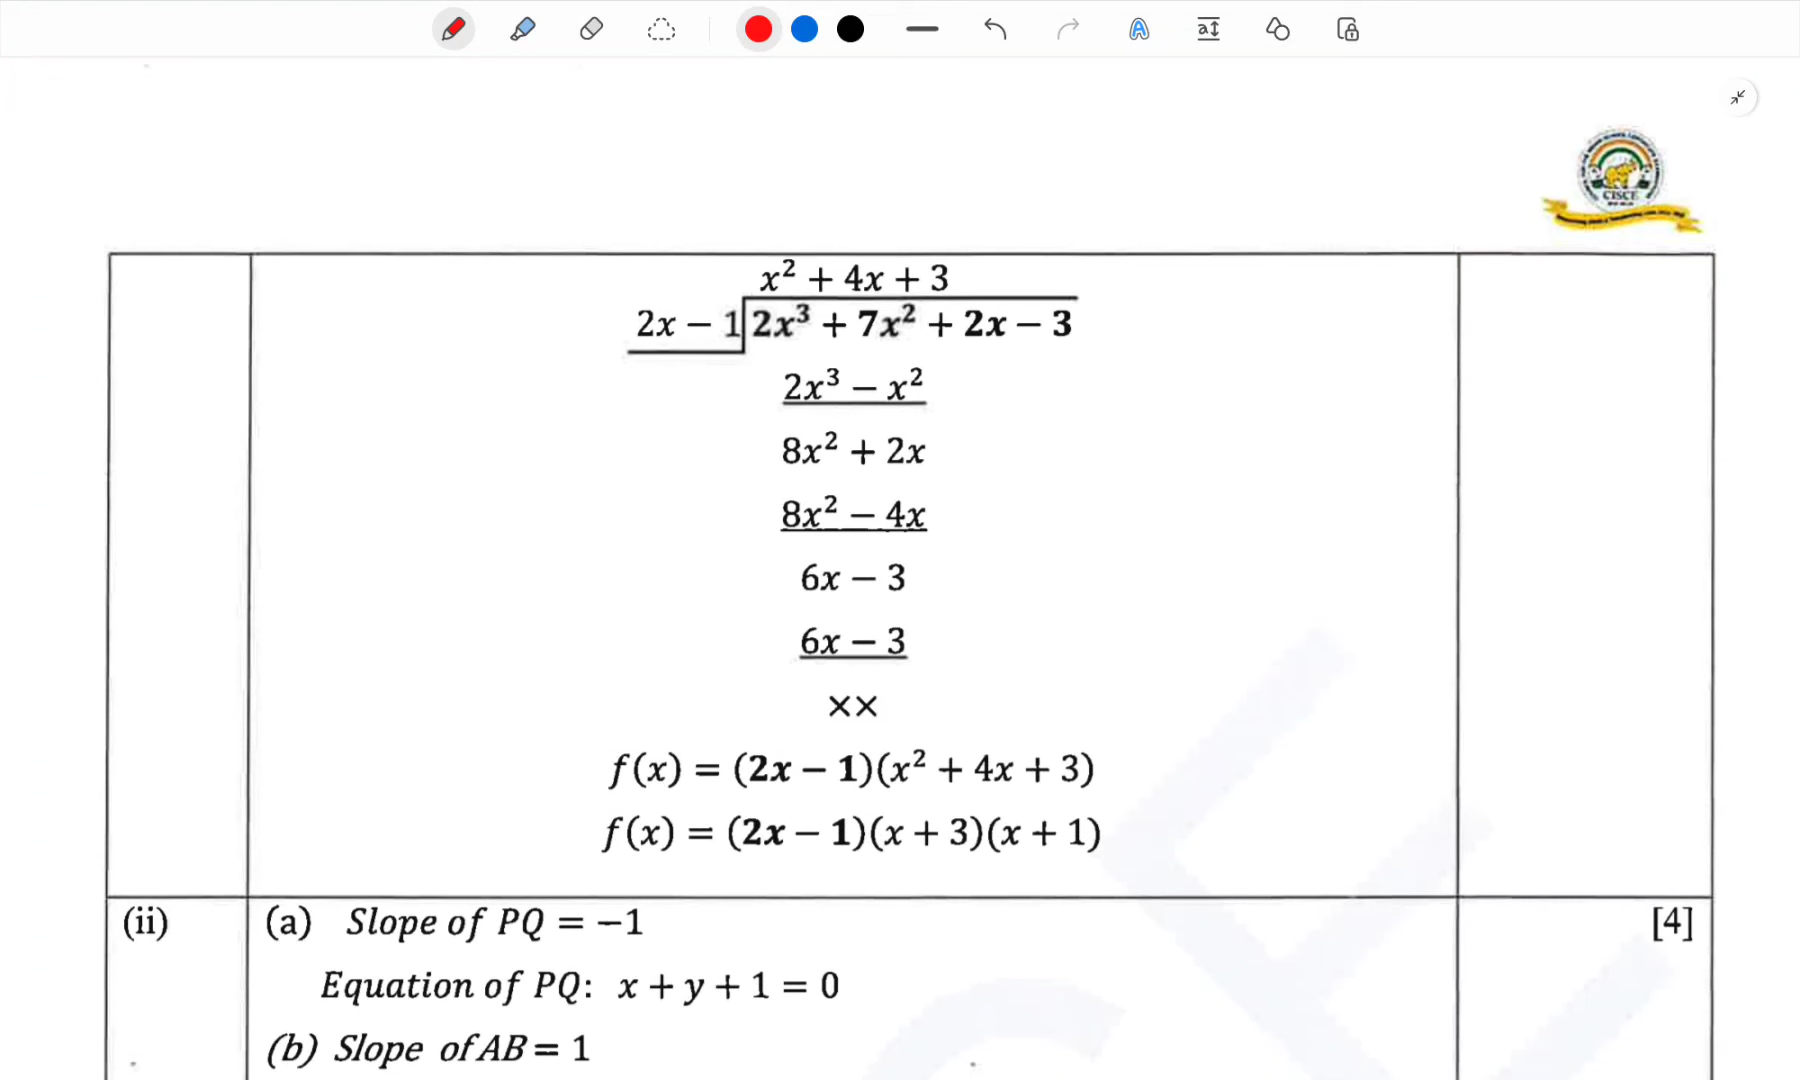 CISCE
x² + 4x + 3
2x − 1 2x³ + 7x² + 2x − 3
2x³ − x²
8x² + 2x
8x² − 4x
6x − 3
6x − 3
××
f(x) = (2x − 1)(x² + 4x + 3)
f(x) = (2x − 1)(x + 3)(x + 1)
(ii) (a) Slope of PQ = −1 [4]
Equation of PQ: x + y + 1 = 0
(b) Slope of AB = 1